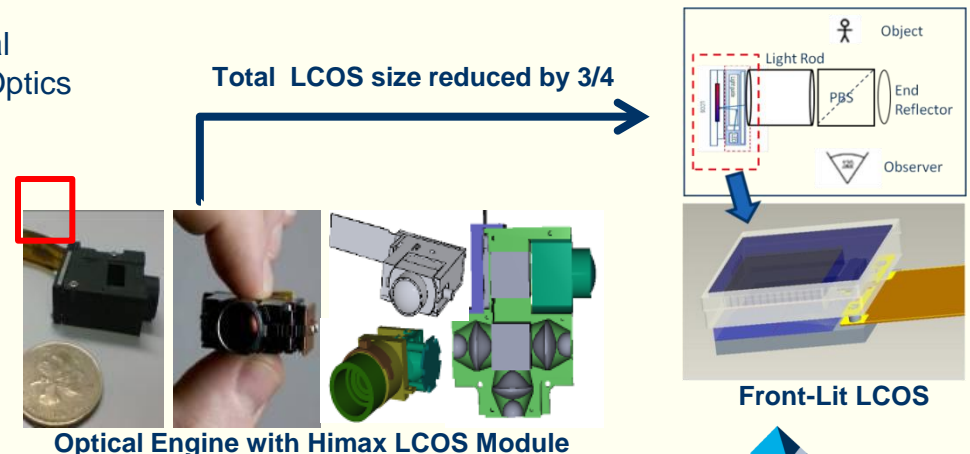 al
Optics
Total LCOS size reduced by 3/4
Object
Light Rod
PBS
End
Reflector
Observer
Front-Lit LCOS
Optical Engine with Himax LCOS Module